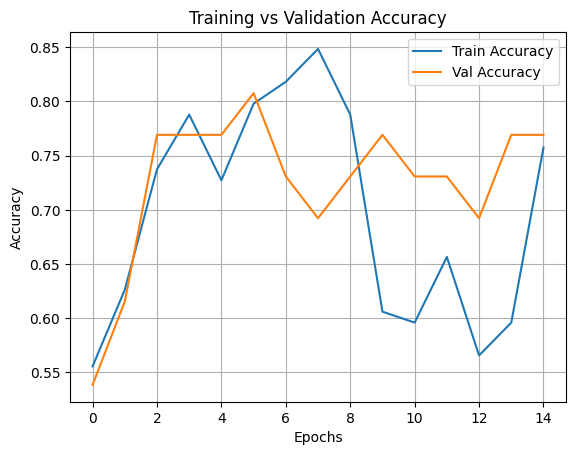 Training vs Validation Accuracy
Train Accuracy
Val Accuracy
Accuracy
0.85
0.80
0.75
0.70
0.65
0.60
0.55
0 2 4 6 8 10 12 14
Epochs